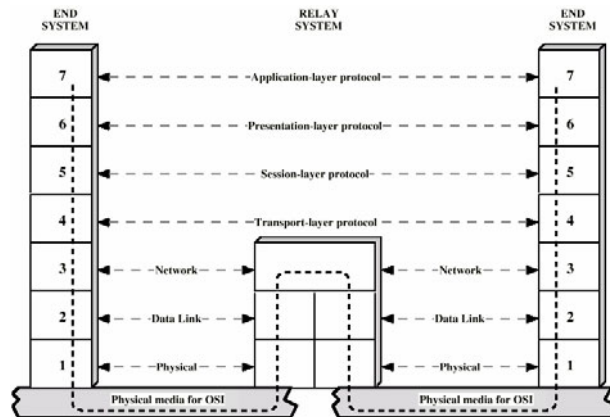 END SYSTEM
RELAY SYSTEM
END SYSTEM
7 Application-layer protocol 7
6 Presentation-layer protocol 6
5 Session-layer protocol 5
4 Transport-layer protocol 4
3 Network Network 3
2 Data Link Data Link 2
1 Physical Physical 1
Physical media for OSI Physical media for OSI